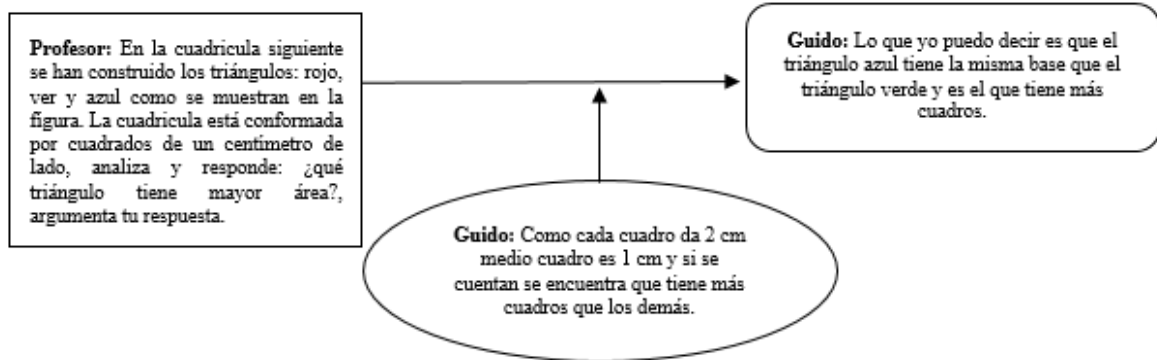 Profesor: En la cuadricula siguiente
se han construido los triángulos: rojo,
ver y azul como se muestran en la
figura. La cuadricula está conformada
por cuadrados de un centímetro de
lado, analiza y responde: ¿qué
triángulo tiene mayor área?,
argumenta tu respuesta.
Guido: Lo que yo puedo decir es que el
triángulo azul tiene la misma base que el
triángulo verde y es el que tiene más
cuadros.
Guido: Como cada cuadro da 2 cm
medio cuadro es 1 cm y si se
cuentan se encuentra que tiene más
cuadros que los demás.